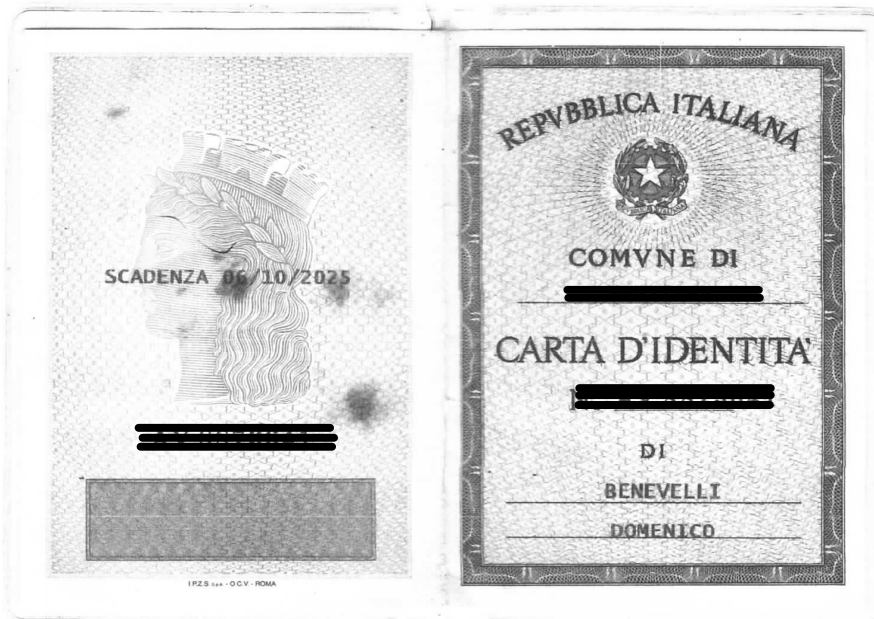 SCADENZA 06/10/2025
I.P.Z.S. S.p.A. - O.C.V. - ROMA
REPVBBLICA ITALIANA
COMVNE DI
CARTA D'IDENTITA'
DI
BENEVELLI
DOMENICO